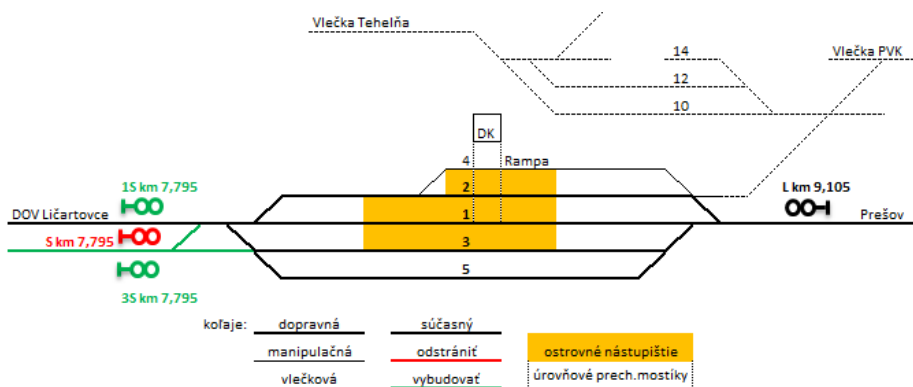 Vlečka Tehelňa
14
Vlečka PVK
12
10
DK
4 Rampa
1S km 7,795
2
L km 9,105
DOV Ličartovce
1
Prešov
S km 7,795
3
5
3S km 7,795
koľaje:
dopravná
súčasný
manipulačná
odstrániť
ostrovné nástupištie
vlečková
vybudovať
úrovňové prech.mostíky